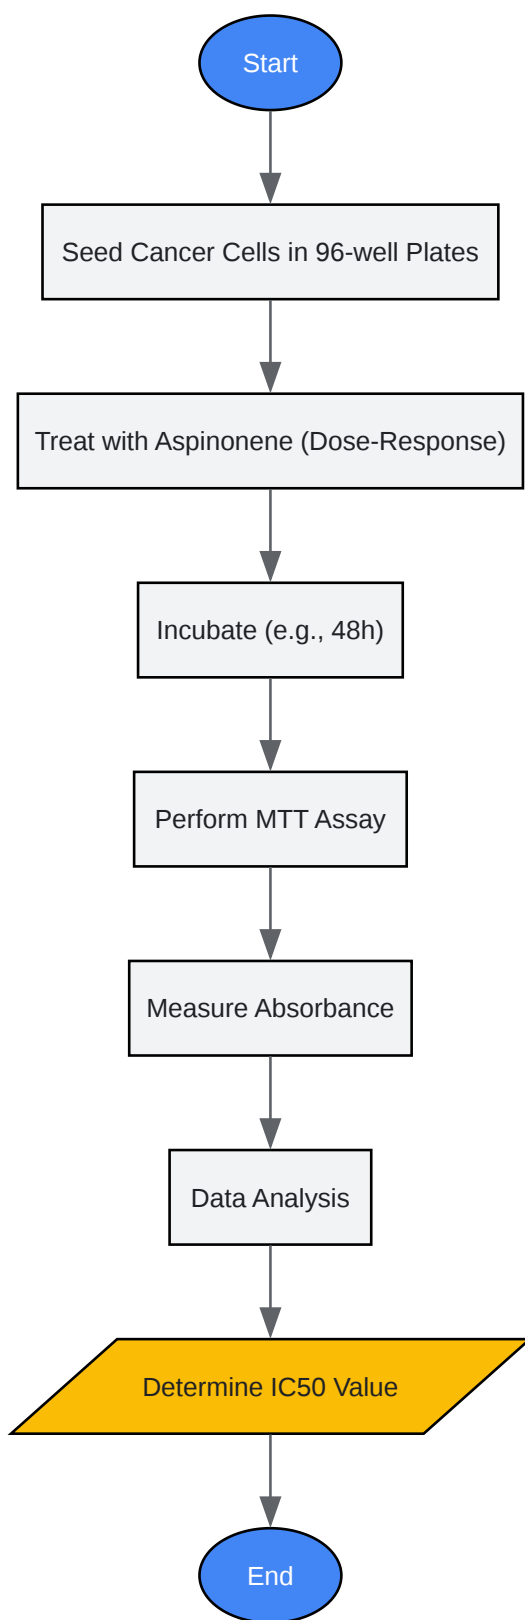 Start
Seed Cancer Cells in 96-well Plates
Treat with Aspinonene (Dose-Response)
Incubate (e.g., 48h)
Perform MTT Assay
Measure Absorbance
Data Analysis
Determine IC50 Value
End